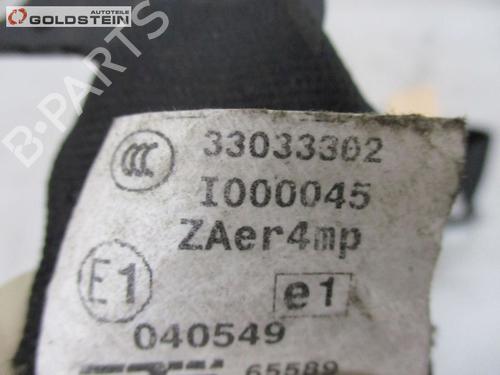 Autoteile
GOLDSTEIN
B-PARTS
CCC
33033302
I000045
ZAer4mp
E1
e1
040549
65589